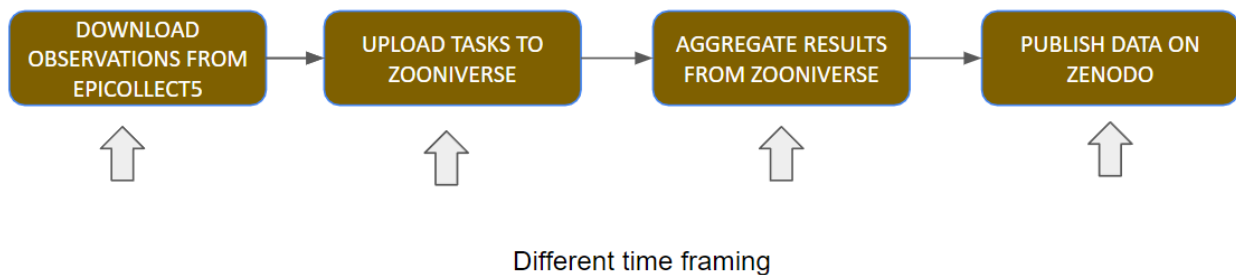 DOWNLOAD
OBSERVATIONS FROM
EPICOLLECT5
UPLOAD TASKS TO
ZOONIVERSE
AGGREGATE RESULTS
FROM ZOONIVERSE
PUBLISH DATA ON
ZENODO
Different time framing